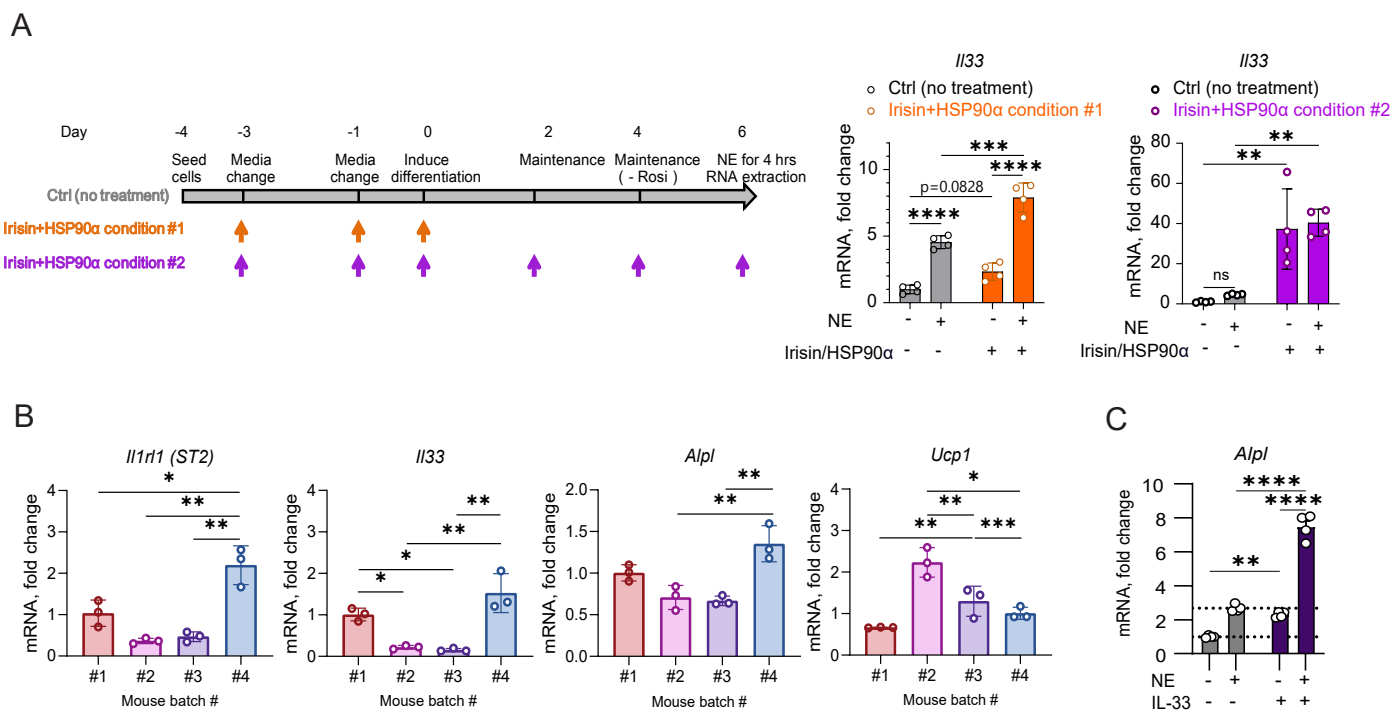 A
Day -4 -3 -1 0 2 4 6
Seed cells
Media change
Media change
Induce differentiation
Maintenance
Maintenance ( - Rosi )
NE for 4 hrs RNA extraction
Ctrl (no treatment)
Irisin+HSP90α condition #1
Irisin+HSP90α condition #2
Il33
Ctrl (no treatment)
Irisin+HSP90α condition #1
mRNA, fold change
10
5
0
***
****
p=0.0828
****
NE - + - +
Irisin/HSP90α - - + +
Il33
Ctrl (no treatment)
Irisin+HSP90α condition #2
mRNA, fold change
80
60
40
20
0
**
**
ns
NE - + - +
Irisin/HSP90α - - + +
B
Il1rl1 (ST2)
mRNA, fold change
4
3
2
1
0
*
**
**
#1 #2 #3 #4
Mouse batch #
Il33
mRNA, fold change
4
3
2
1
0
**
**
*
*
#1 #2 #3 #4
Mouse batch #
Alpl
mRNA, fold change
2.0
1.5
1.0
0.5
0.0
**
**
#1 #2 #3 #4
Mouse batch #
Ucp1
mRNA, fold change
4
3
2
1
0
*
**
** ***
#1 #2 #3 #4
Mouse batch #
C
Alpl
mRNA, fold change
10
8
6
4
2
0
****
****
**
NE - + - +
IL-33 - - + +